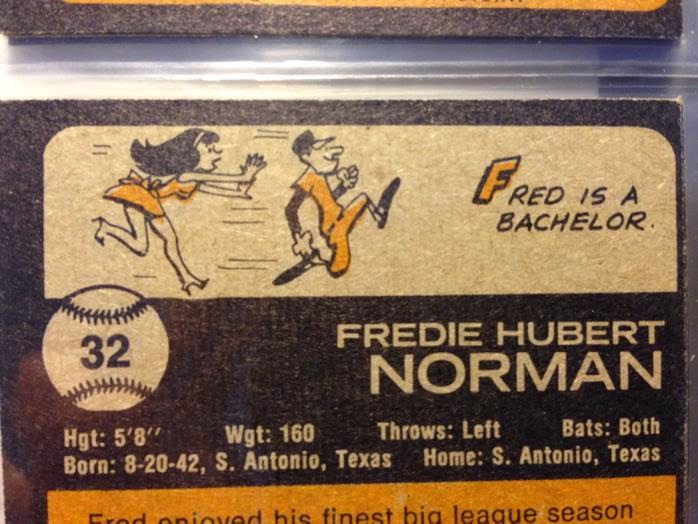 FRED IS A
BACHELOR.
32
FREDIE HUBERT
NORMAN
Hgt: 5'8'' Wgt: 160 Throws: Left Bats: Both
Born: 8-20-42, S. Antonio, Texas Home: S. Antonio, Texas
Fred enjoyed his finest big league season